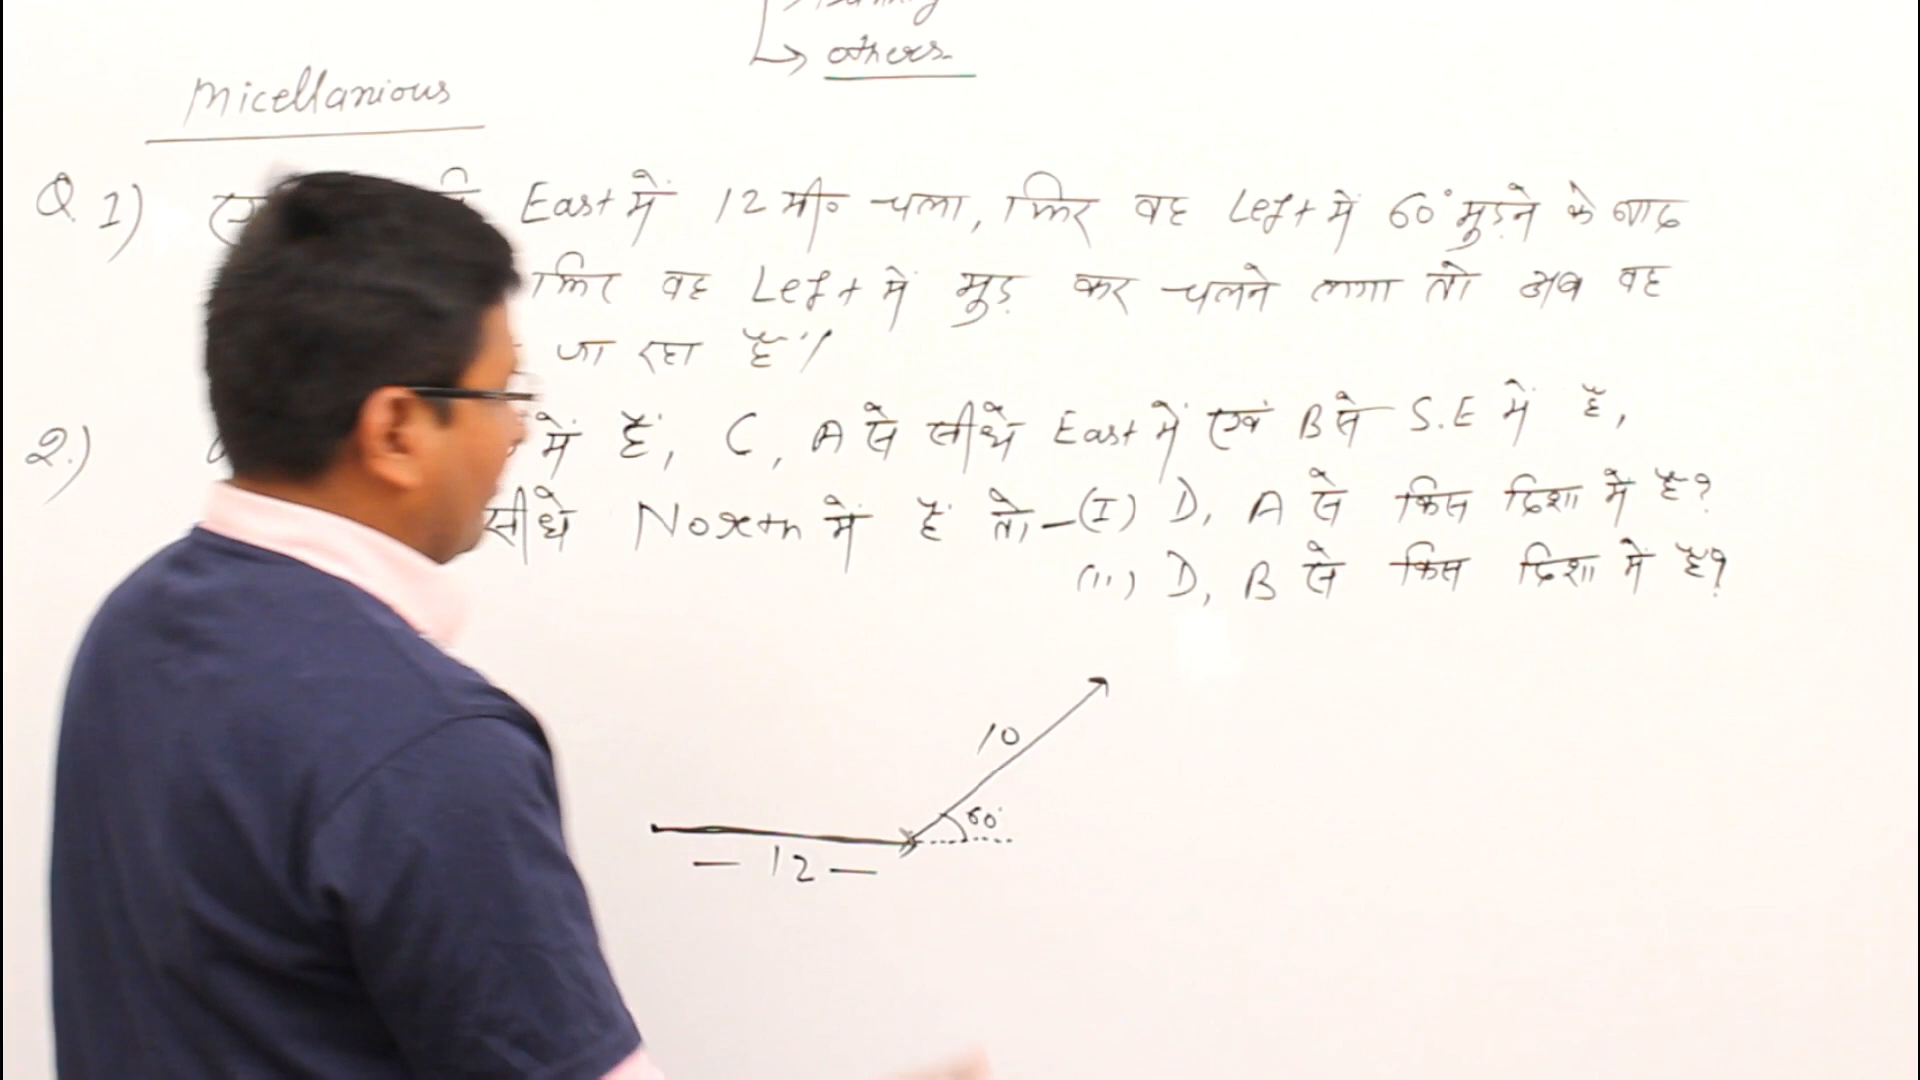 others.
Micellanious
Q. 1) East में 12 मी० चला, फिर वह Left में 60° मुड़ने के बाद
फिर वह Left में मुड़ कर चलने लगा तो अब वह
जा रहा है?
2.) में है, C, A से सीधे East में एवं B से S.E में है,
सीधे North में है तो- (I) D, A से किस दिशा में है?
(ii) D, B से किस दिशा में है?
10
60°
12